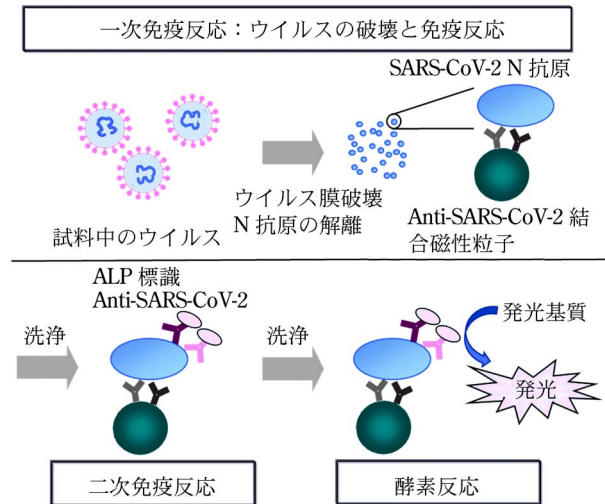 一次免疫反応：ウイルスの破壊と免疫反応
SARS-CoV-2 N 抗原
試料中のウイルス
ウイルス膜破壊
N 抗原の解離
Anti-SARS-CoV-2 結
合磁性粒子
洗浄
ALP 標識
Anti-SARS-CoV-2
洗浄
発光基質
発光
二次免疫反応
酵素反応